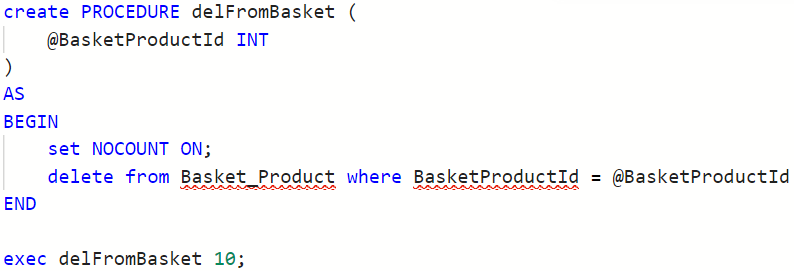 create PROCEDURE delFromBasket (
    @BasketProductId INT
)
AS
BEGIN
    set NOCOUNT ON;
    delete from Basket_Product where BasketProductId = @BasketProductId
END

exec delFromBasket 10;